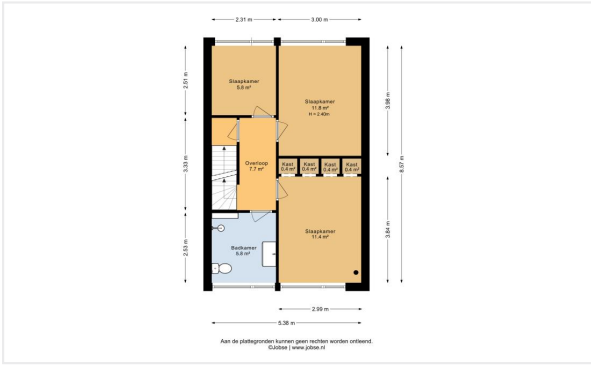 2.31 m
3.00 m
Slaapkamer
5.8 m²
2.51 m
Slaapkamer
11.8 m²
H = 2.40m
3.98 m
8.57 m
3.33 m
Overloop
7.7 m²
Kast
0.4 m²
Kast
0.4 m²
Kast
0.4 m²
Kast
0.4 m²
Slaapkamer
11.4 m²
3.84 m
Badkamer
5.8 m²
2.53 m
2.99 m
5.38 m
Aan de plattegronden kunnen geen rechten worden ontleend.
©Jobse | www.jobse.nl